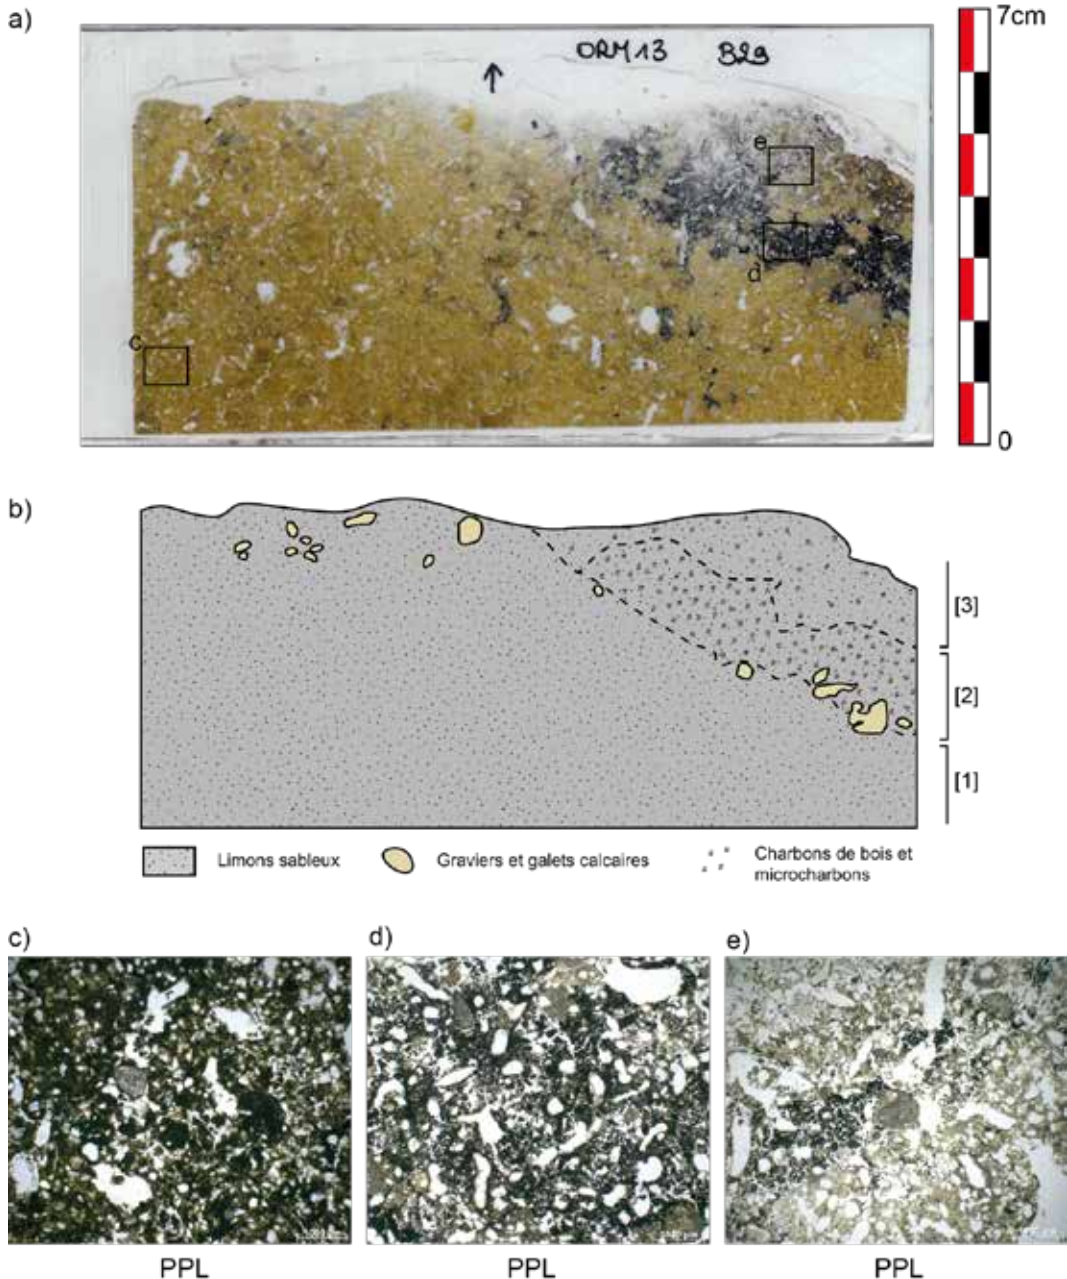 a)
ORM13 B29
7cm
e
d
c
0
b)
[3]
[2]
[1]
Limons sableux
Graviers et galets calcaires
Charbons de bois et
microcharbons
c)
d)
e)
PPL
PPL
PPL